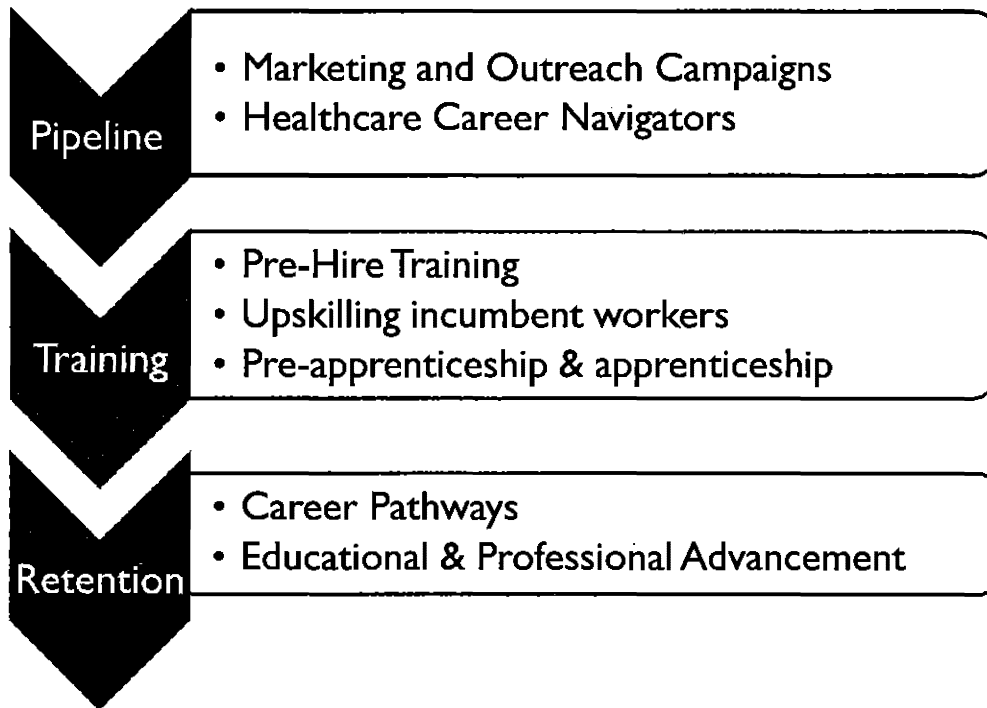 Pipeline
• Marketing and Outreach Campaigns
• Healthcare Career Navigators
Training
• Pre-Hire Training
• Upskilling incumbent workers
• Pre-apprenticeship & apprenticeship
Retention
• Career Pathways
• Educational & Professional Advancement